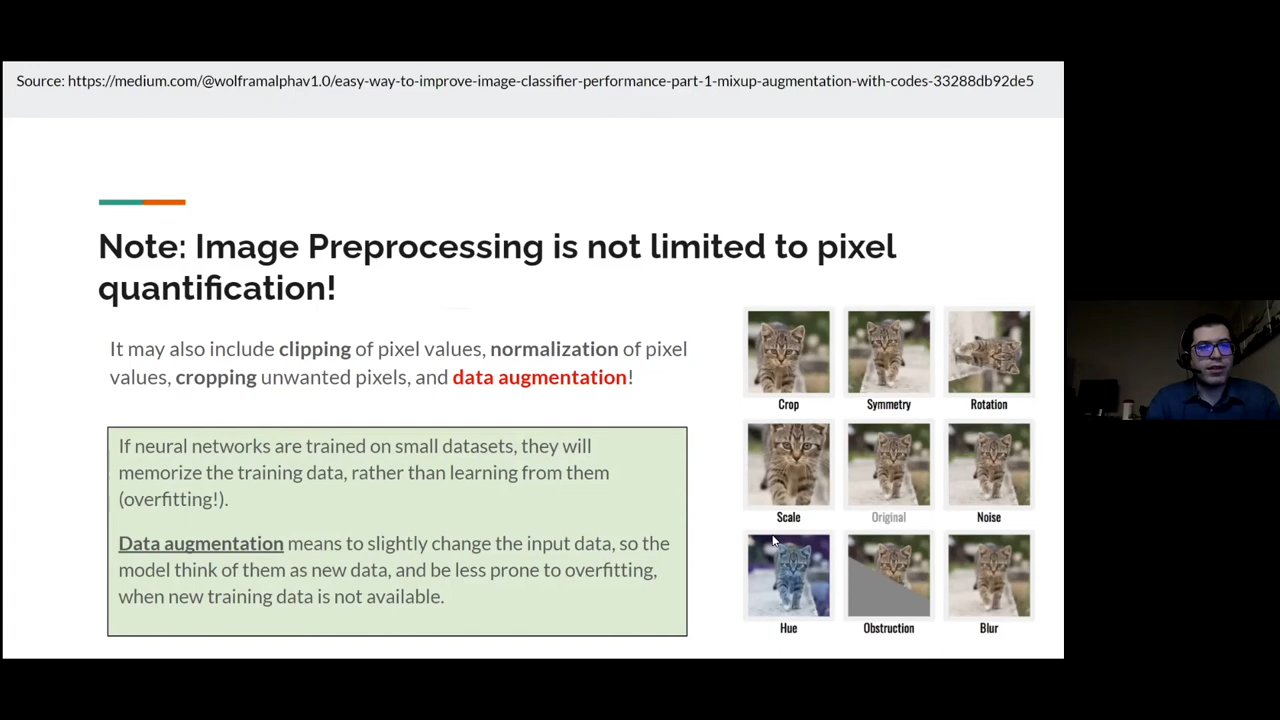 Source: https://medium.com/@wolframalphav1.0/easy-way-to-improve-image-classifier-performance-part-1-mixup-augmentation-with-codes-33288db92de5
Note: Image Preprocessing is not limited to pixel
quantification!
It may also include clipping of pixel values, normalization of pixel
values, cropping unwanted pixels, and data augmentation!
If neural networks are trained on small datasets, they will
memorize the training data, rather than learning from them
(overfitting!).
Data augmentation means to slightly change the input data, so the
model think of them as new data, and be less prone to overfitting,
when new training data is not available.
Crop Symmetry Rotation
Scale Original Noise
Hue Obstruction Blur